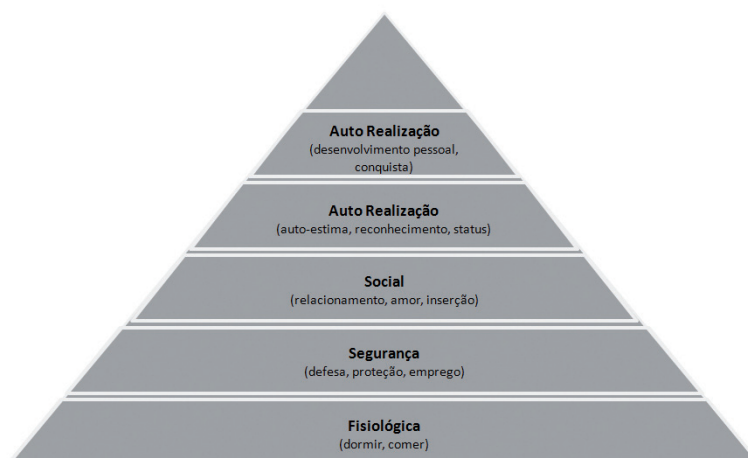 Auto Realização
(desenvolvimento pessoal,
conquista)
Auto Realização
(auto-estima, reconhecimento, status)
Social
(relacionamento, amor, inserção)
Segurança
(defesa, proteção, emprego)
Fisiológica
(dormir, comer)